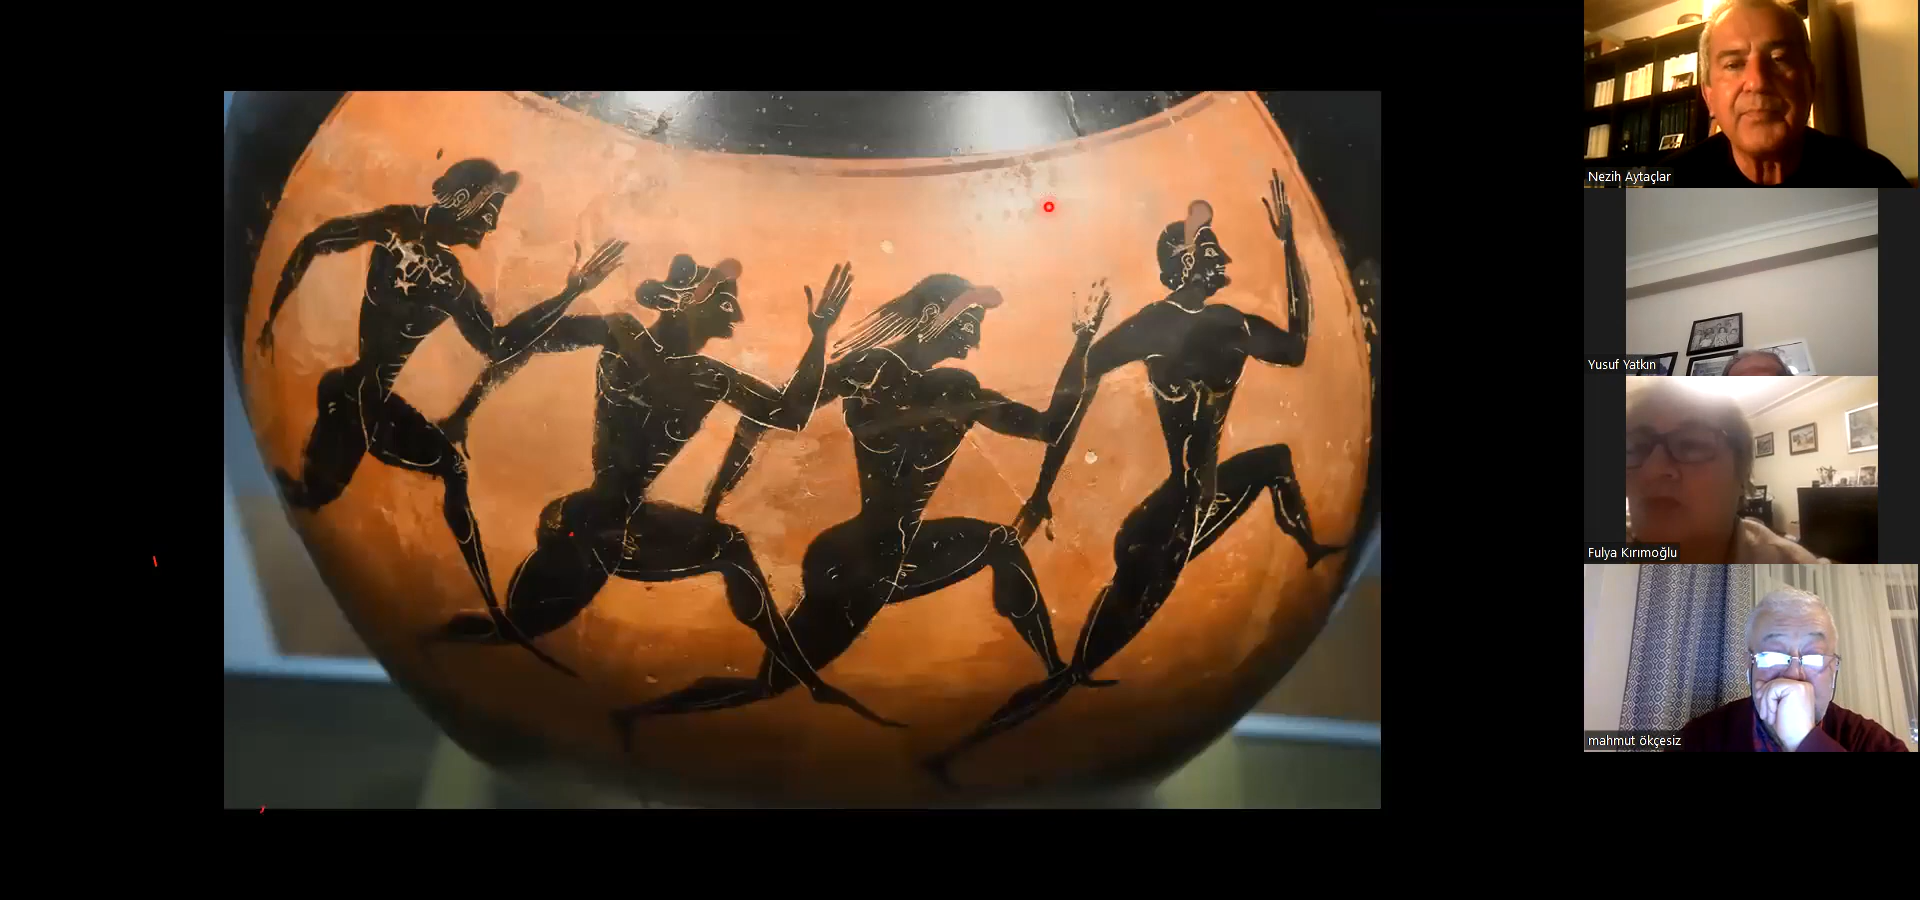 Nezih Aytaçlar
Yusuf Yatkın
Fulya Kırımoğlu
mahmut ökçesiz